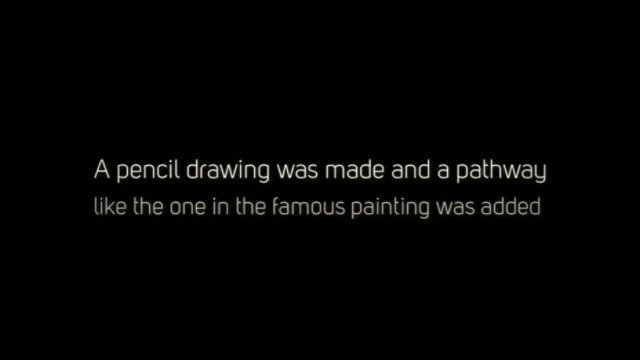 A pencil drawing was made and a pathway
like the one in the famous painting was added